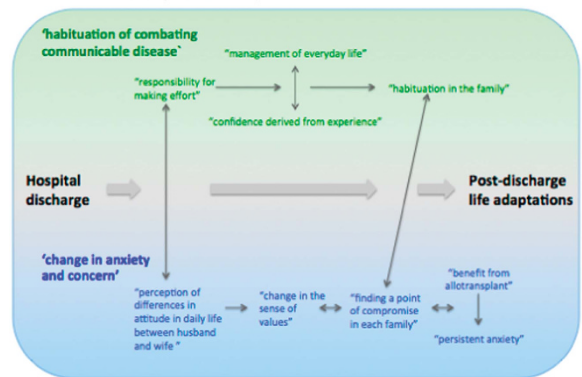 ‘habituation of combating
communicable disease`
“management of everyday life”
“responsibility for
making effort”
“habituation in the family”
“confidence derived from experience”
Hospital
discharge
Post-discharge
life adaptations
‘change in anxiety
and concern’
“perception of
differences in
attitude in daily life
between husband
and wife ”
“change in the
sense of
values”
“finding a point
of compromise
in each family”
“benefit from
allotransplant”
“persistent anxiety”